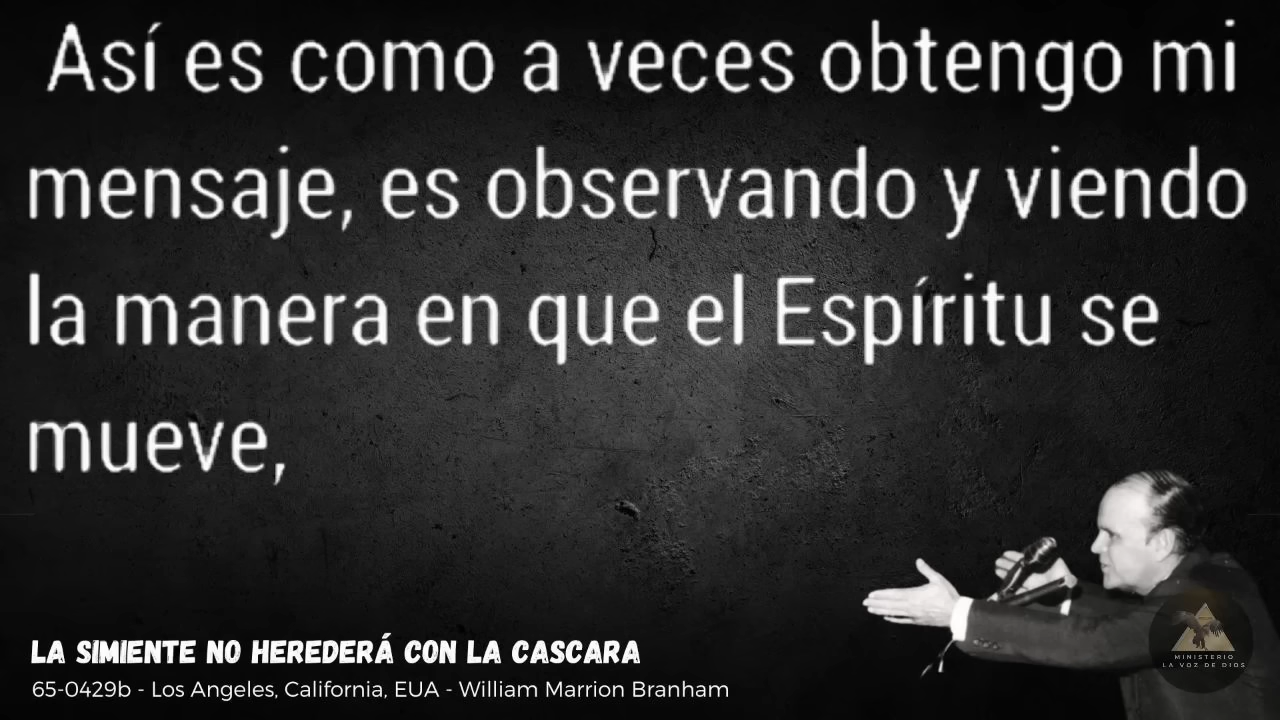 Así es como a veces obtengo mi
mensaje, es observando y viendo
la manera en que el Espíritu se
mueve,
LA SIMIENTE NO HEREDERÁ CON LA CASCARA
65-0429b - Los Angeles, California, EUA - William Marrion Branham
MINISTERIO
LA VOZ DE DIOS